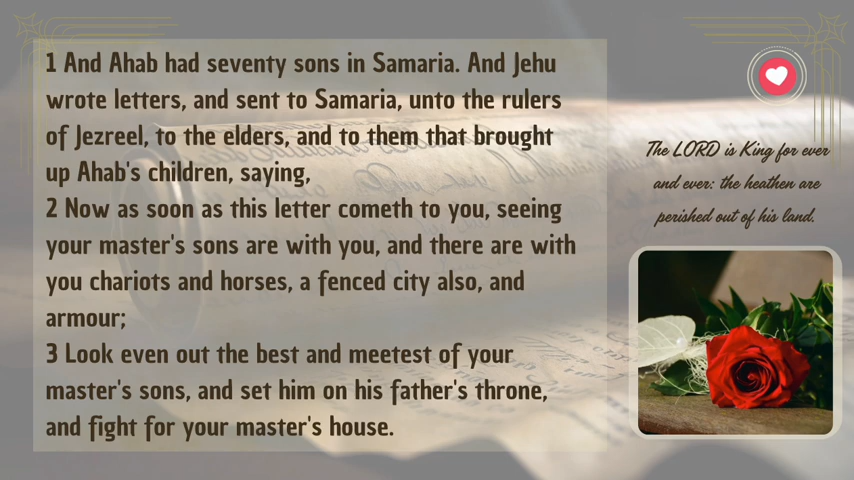 1 And Ahab had seventy sons in Samaria. And Jehu
wrote letters, and sent to Samaria, unto the rulers
of Jezreel, to the elders, and to them that brought
up Ahab's children, saying,
2 Now as soon as this letter cometh to you, seeing
your master's sons are with you, and there are with
you chariots and horses, a fenced city also, and
armour;
3 Look even out the best and meetest of your
master's sons, and set him on his father's throne,
and fight for your master's house.
The LORD is King for ever
and ever: the heathen are
perished out of his land.